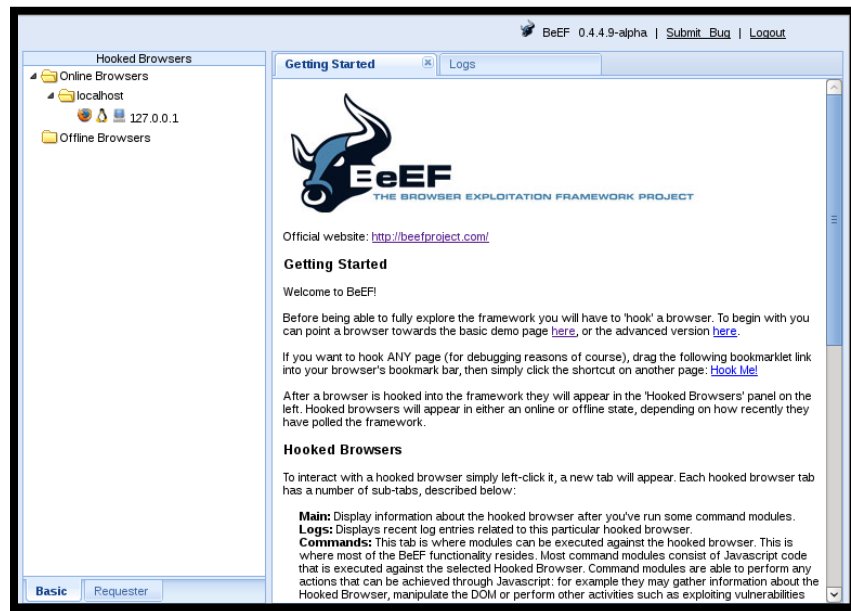 BeEF 0.4.4.9-alpha | Submit Bug | Logout
Hooked Browsers
Online Browsers
localhost
127.0.0.1
Offline Browsers
Basic
Requester
Getting Started
Logs
BeEF
THE BROWSER EXPLOITATION FRAMEWORK PROJECT
Official website: http://beefproject.com/
Getting Started
Welcome to BeEF!
Before being able to fully explore the framework you will have to 'hook' a browser. To begin with you
can point a browser towards the basic demo page here, or the advanced version here.
If you want to hook ANY page (for debugging reasons of course), drag the following bookmarklet link
into your browser's bookmark bar, then simply click the shortcut on another page: Hook Me!
After a browser is hooked into the framework they will appear in the 'Hooked Browsers' panel on the
left. Hooked browsers will appear in either an online or offline state, depending on how recently they
have polled the framework.
Hooked Browsers
To interact with a hooked browser simply left-click it, a new tab will appear. Each hooked browser tab
has a number of sub-tabs, described below:
Main: Display information about the hooked browser after you've run some command modules.
Logs: Displays recent log entries related to this particular hooked browser.
Commands: This tab is where modules can be executed against the hooked browser. This is
where most of the BeEF functionality resides. Most command modules consist of Javascript code
that is executed against the selected Hooked Browser. Command modules are able to perform any
actions that can be achieved through Javascript: for example they may gather information about the
Hooked Browser, manipulate the DOM or perform other activities such as exploiting vulnerabilities